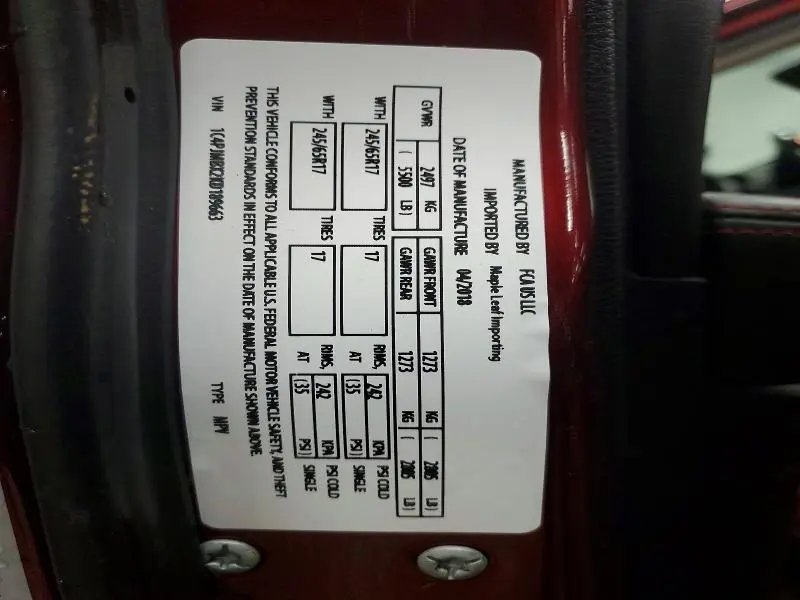 MANUFACTURED BY FCA US LLC
IMPORTED BY Maple Leaf Importing
DATE OF MANUFACTURE 04/2018
GVWR 2497 KG GAWR FRONT 1273 KG ( 2805 LB)
( 5500 LB ) GAWR REAR 1273 KG ( 2805 LB)
WITH 245/65R17 TIRES 17 RIMS, 242 KPA PSI COLD
AT (35 PSI) SINGLE
WITH 245/65R17 TIRES 17 RIMS, 242 KPA PSI COLD
AT (35 PSI) SINGLE
THIS VEHICLE CONFORMS TO ALL APPLICABLE U.S. FEDERAL MOTOR VEHICLE SAFETY, AND THEFT
PREVENTION STANDARDS IN EFFECT ON THE DATE OF MANUFACTURE SHOWN ABOVE.
VIN TYPE MPV